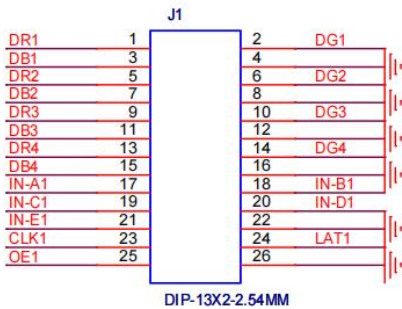 J1
DR1 1 2 DG1
DB1 3 4
DR2 5 6 DG2
DB2 7 8
DR3 9 10 DG3
DB3 11 12
DR4 13 14 DG4
DB4 15 16
IN-A1 17 18 IN-B1
IN-C1 19 20 IN-D1
IN-E1 21 22
CLK1 23 24 LAT1
OE1 25 26
DIP-13X2-2.54MM